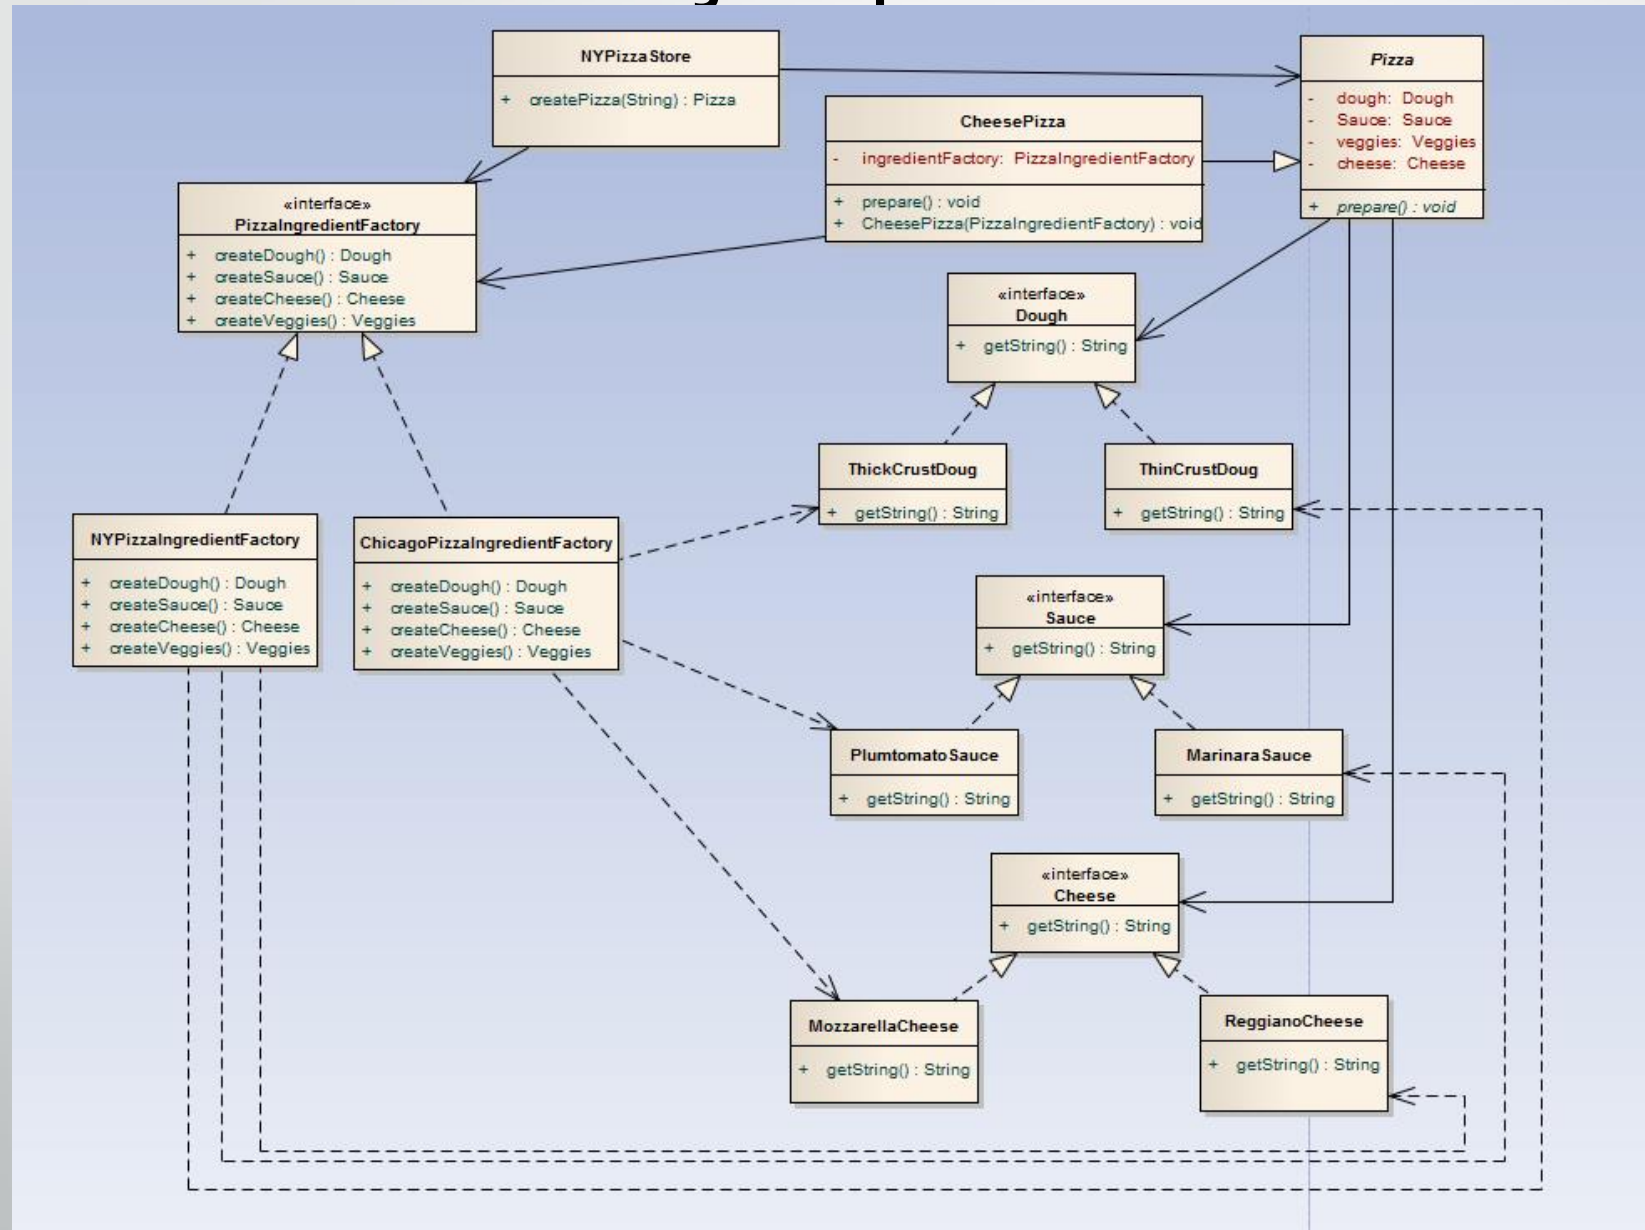 NYPizzaStore
+ createPizza(String) : Pizza
Pizza
- dough: Dough
- Sauce: Sauce
- veggies: Veggies
- cheese: Cheese
+ prepare() : void
CheesePizza
- ingredientFactory: PizzaIngredientFactory
+ prepare() : void
+ CheesePizza(PizzaIngredientFactory) : void
«interface»
PizzaIngredientFactory
+ createDough() : Dough
+ createSauce() : Sauce
+ createCheese() : Cheese
+ createVeggies() : Veggies
«interface»
Dough
+ getString() : String
ThickCrustDoug
+ getString() : String
ThinCrustDoug
+ getString() : String
NYPizzaIngredientFactory
+ createDough() : Dough
+ createSauce() : Sauce
+ createCheese() : Cheese
+ createVeggies() : Veggies
ChicagoPizzaIngredientFactory
+ createDough() : Dough
+ createSauce() : Sauce
+ createCheese() : Cheese
+ createVeggies() : Veggies
«interface»
Sauce
+ getString() : String
PlumtomatoSauce
+ getString() : String
MarinaraSauce
+ getString() : String
«interface»
Cheese
+ getString() : String
MozzarellaCheese
+ getString() : String
ReggianoCheese
+ getString() : String